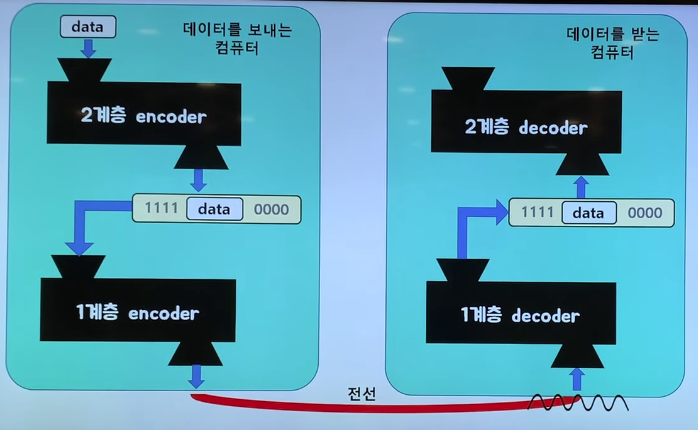 data
데이터를 보내는
컴퓨터
2계층 encoder
1111 data 0000
1계층 encoder
데이터를 받는
컴퓨터
2계층 decoder
1111 data 0000
1계층 decoder
전선